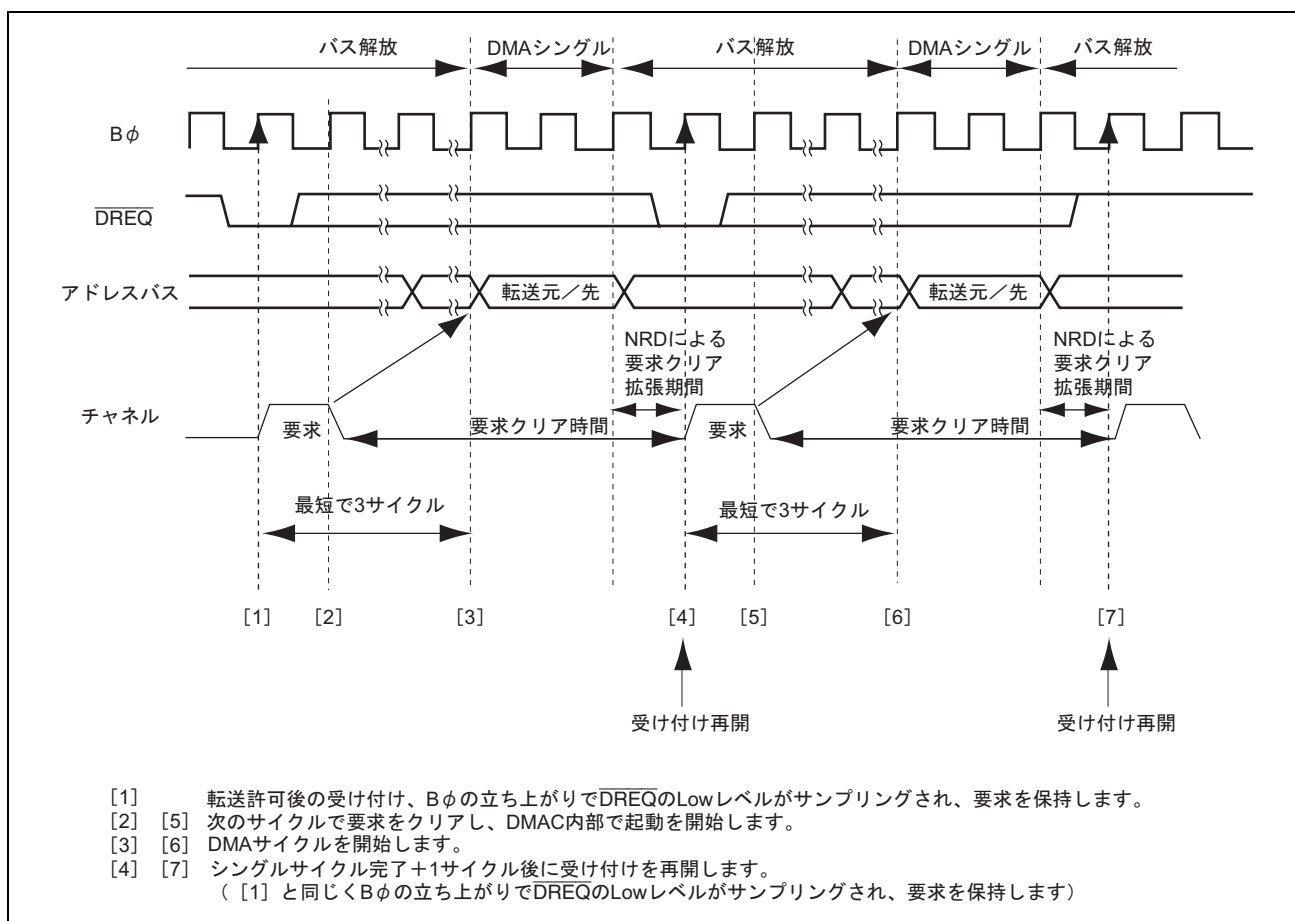 バス解放 DMAシングル バス解放 DMAシングル バス解放
Bφ
DREQ
アドレスバス 転送元／先 転送元／先
NRDによる
要求クリア
拡張期間
NRDによる
要求クリア
拡張期間
チャネル 要求 要求クリア時間 要求 要求クリア時間
最短で3サイクル 最短で3サイクル
[1] [2] [3] [4] [5] [6] [7]
受け付け再開 受け付け再開
[1] 転送許可後の受け付け、Bφの立ち上がりでDREQのLowレベルがサンプリングされ、要求を保持します。
[2] [5] 次のサイクルで要求をクリアし、DMAC内部で起動を開始します。
[3] [6] DMAサイクルを開始します。
[4] [7] シングルサイクル完了＋1サイクル後に受け付けを再開します。
（[1]と同じくBφの立ち上がりでDREQのLowレベルがサンプリングされ、要求を保持します）